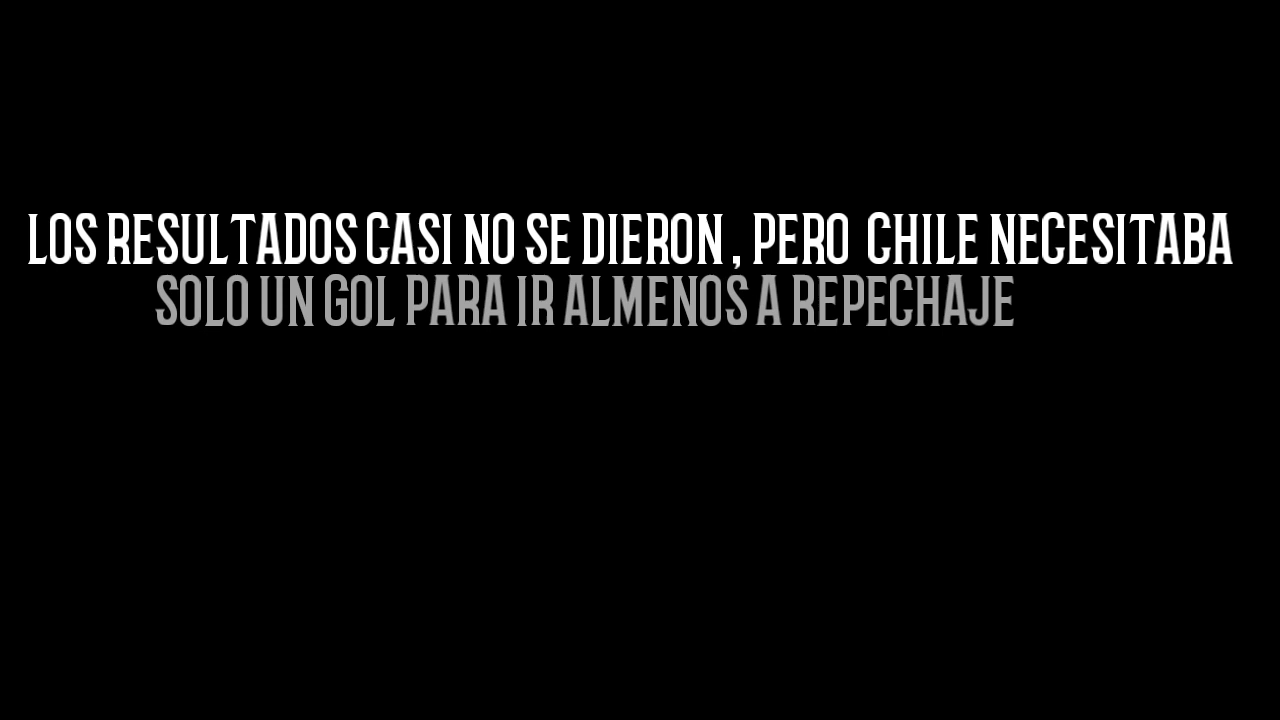 LOS RESULTADOS CASI NO SE DIERON , PERO CHILE NECESITABA
SOLO UN GOL PARA IR ALMENOS A REPECHAJE